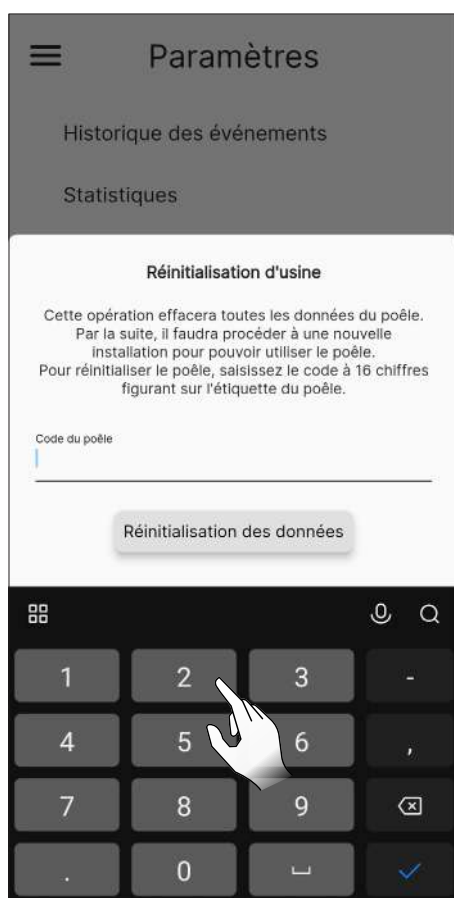 Paramètres
Historique des événements
Statistiques
Réinitialisation d'usine
Cette opération effacera toutes les données du poêle.
Par la suite, il faudra procéder à une nouvelle
installation pour pouvoir utiliser le poêle.
Pour réinitialiser le poêle, saisissez le code à 16 chiffres
figurant sur l'étiquette du poêle.
Code du poêle
Réinitialisation des données
1 2 3 -
4 5 6 ,
7 8 9
. 0